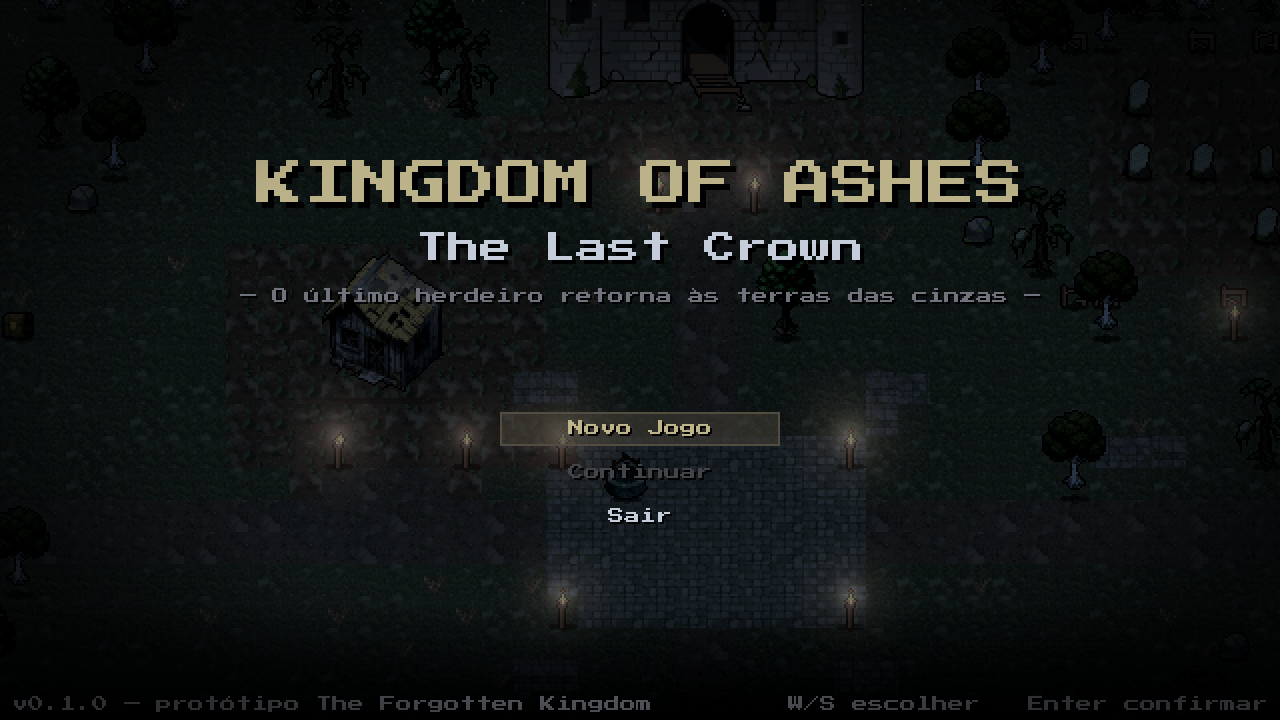 KINGDOM OF ASHES
The Last Crown
— O último herdeiro retorna às terras das cinzas —
Novo Jogo
Continuar
Sair
v0.1.0 — protótipo The Forgotten Kingdom
W/S escolher Enter confirmar